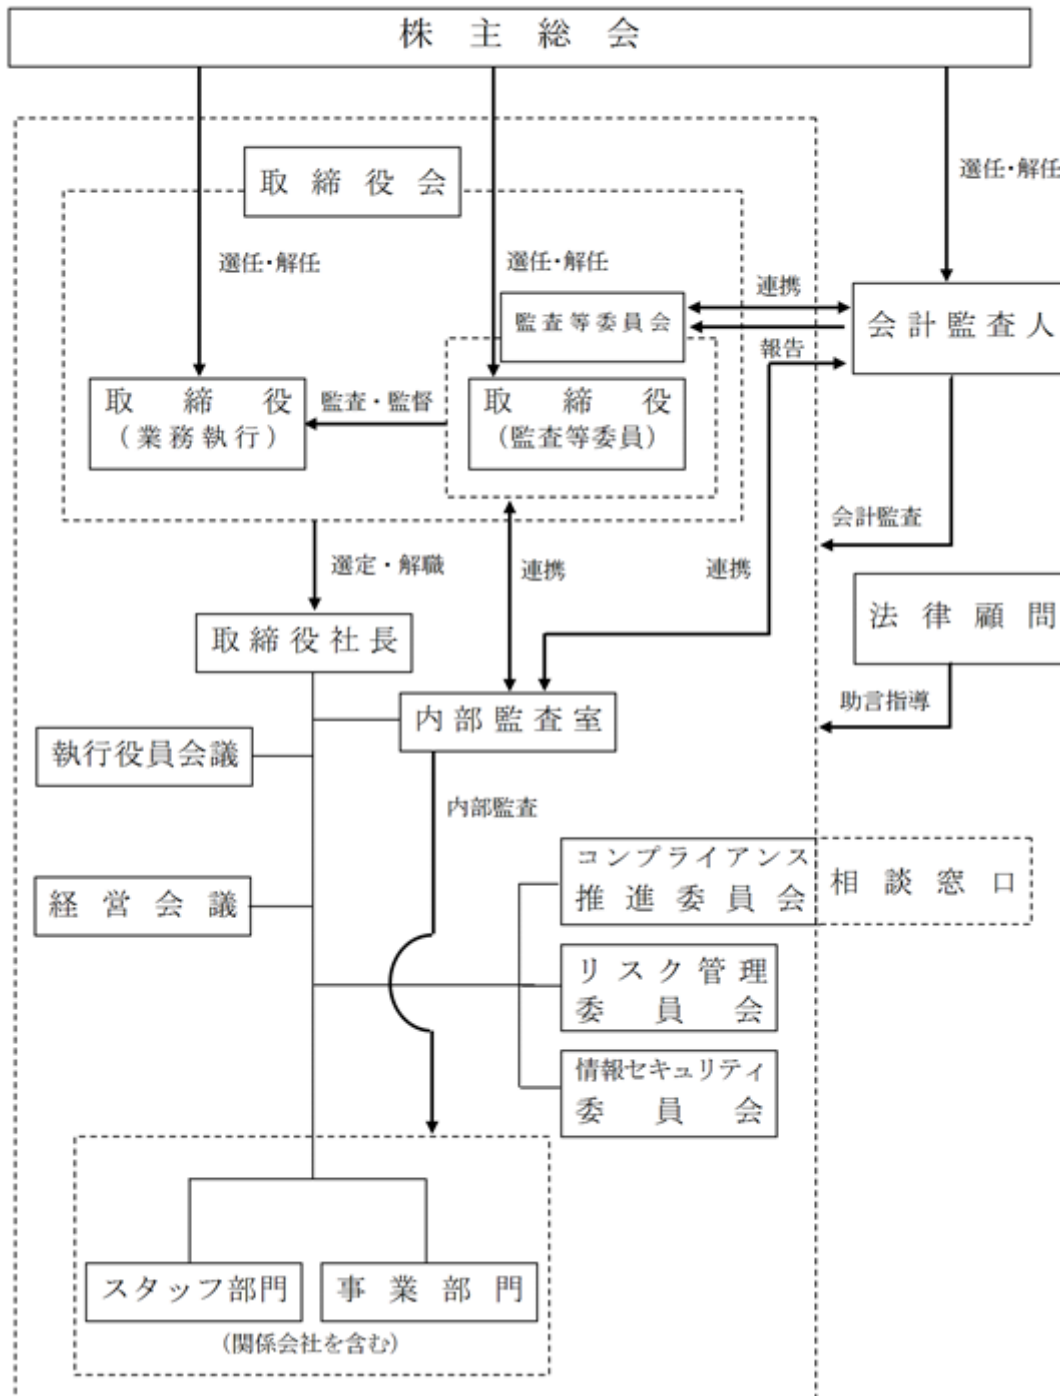 株主総会
選任・解任
取締役会
選任・解任
選任・解任
監査等委員会
連携
会計監査人
報告
取締役
(業務執行)
監査・監督
取締役
(監査等委員)
会計監査
選定・解職
連携
連携
法律顧問
取締役社長
助言指導
内部監査室
執行役員会議
内部監査
コンプライアンス
推進委員会
相談窓口
経営会議
リスク管理
委員会
情報セキュリティ
委員会
スタッフ部門
事業部門
(関係会社を含む)